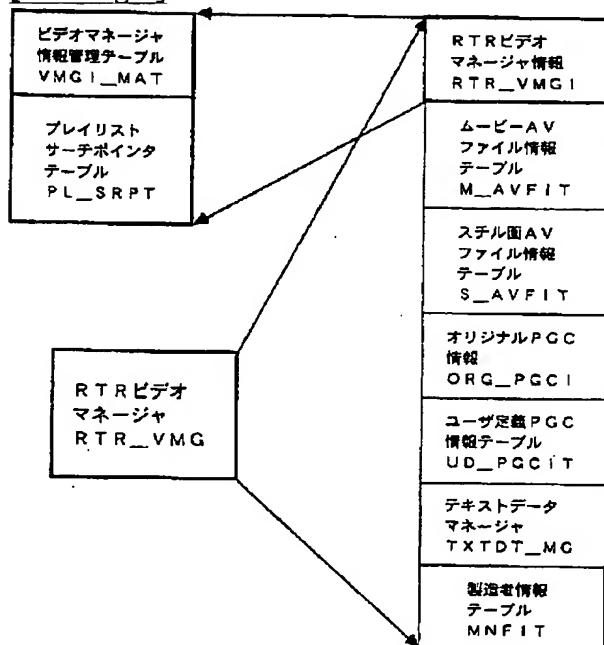 ビデオマネージャ
情報管理テーブル
VMGI_MAT
プレイリスト
サーチポインタ
テーブル
PL_SRPT
RTRビデオ
マネージャ
RTR_VMG
RTRビデオ
マネージャ情報
RTR_VMGI
ムービーAV
ファイル情報
テーブル
M_AVFIT
スチル画AV
ファイル情報
テーブル
S_AVFIT
オリジナルPGC
情報
ORG_PGCI
ユーザ定義PGC
情報テーブル
UD_PGCIT
テキストデータ
マネージャ
TXTDT_MG
製造者情報
テーブル
MNFIT